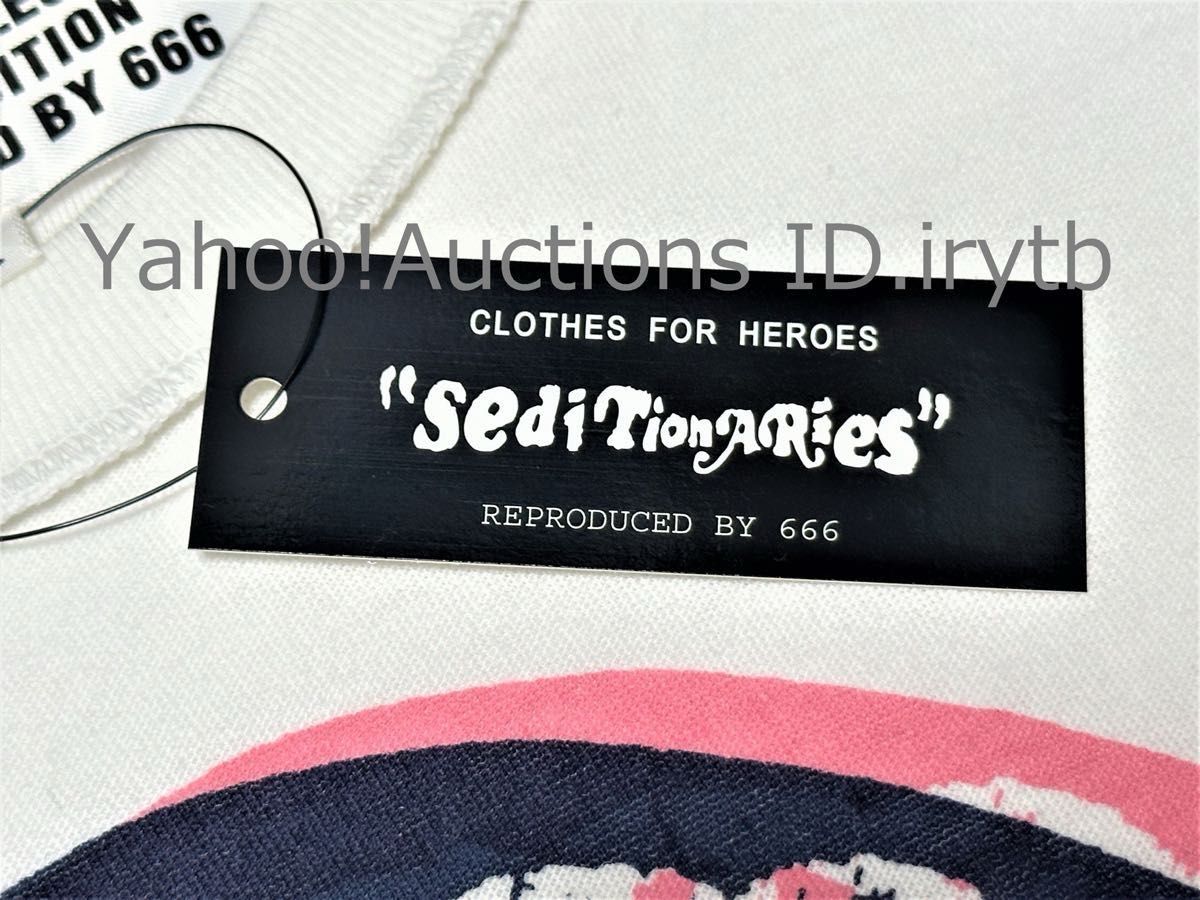 ITION
BY 666
Yahoo!Auctions ID.irytb
CLOTHES FOR HEROES
"sediTionARies"
REPRODUCED BY 666